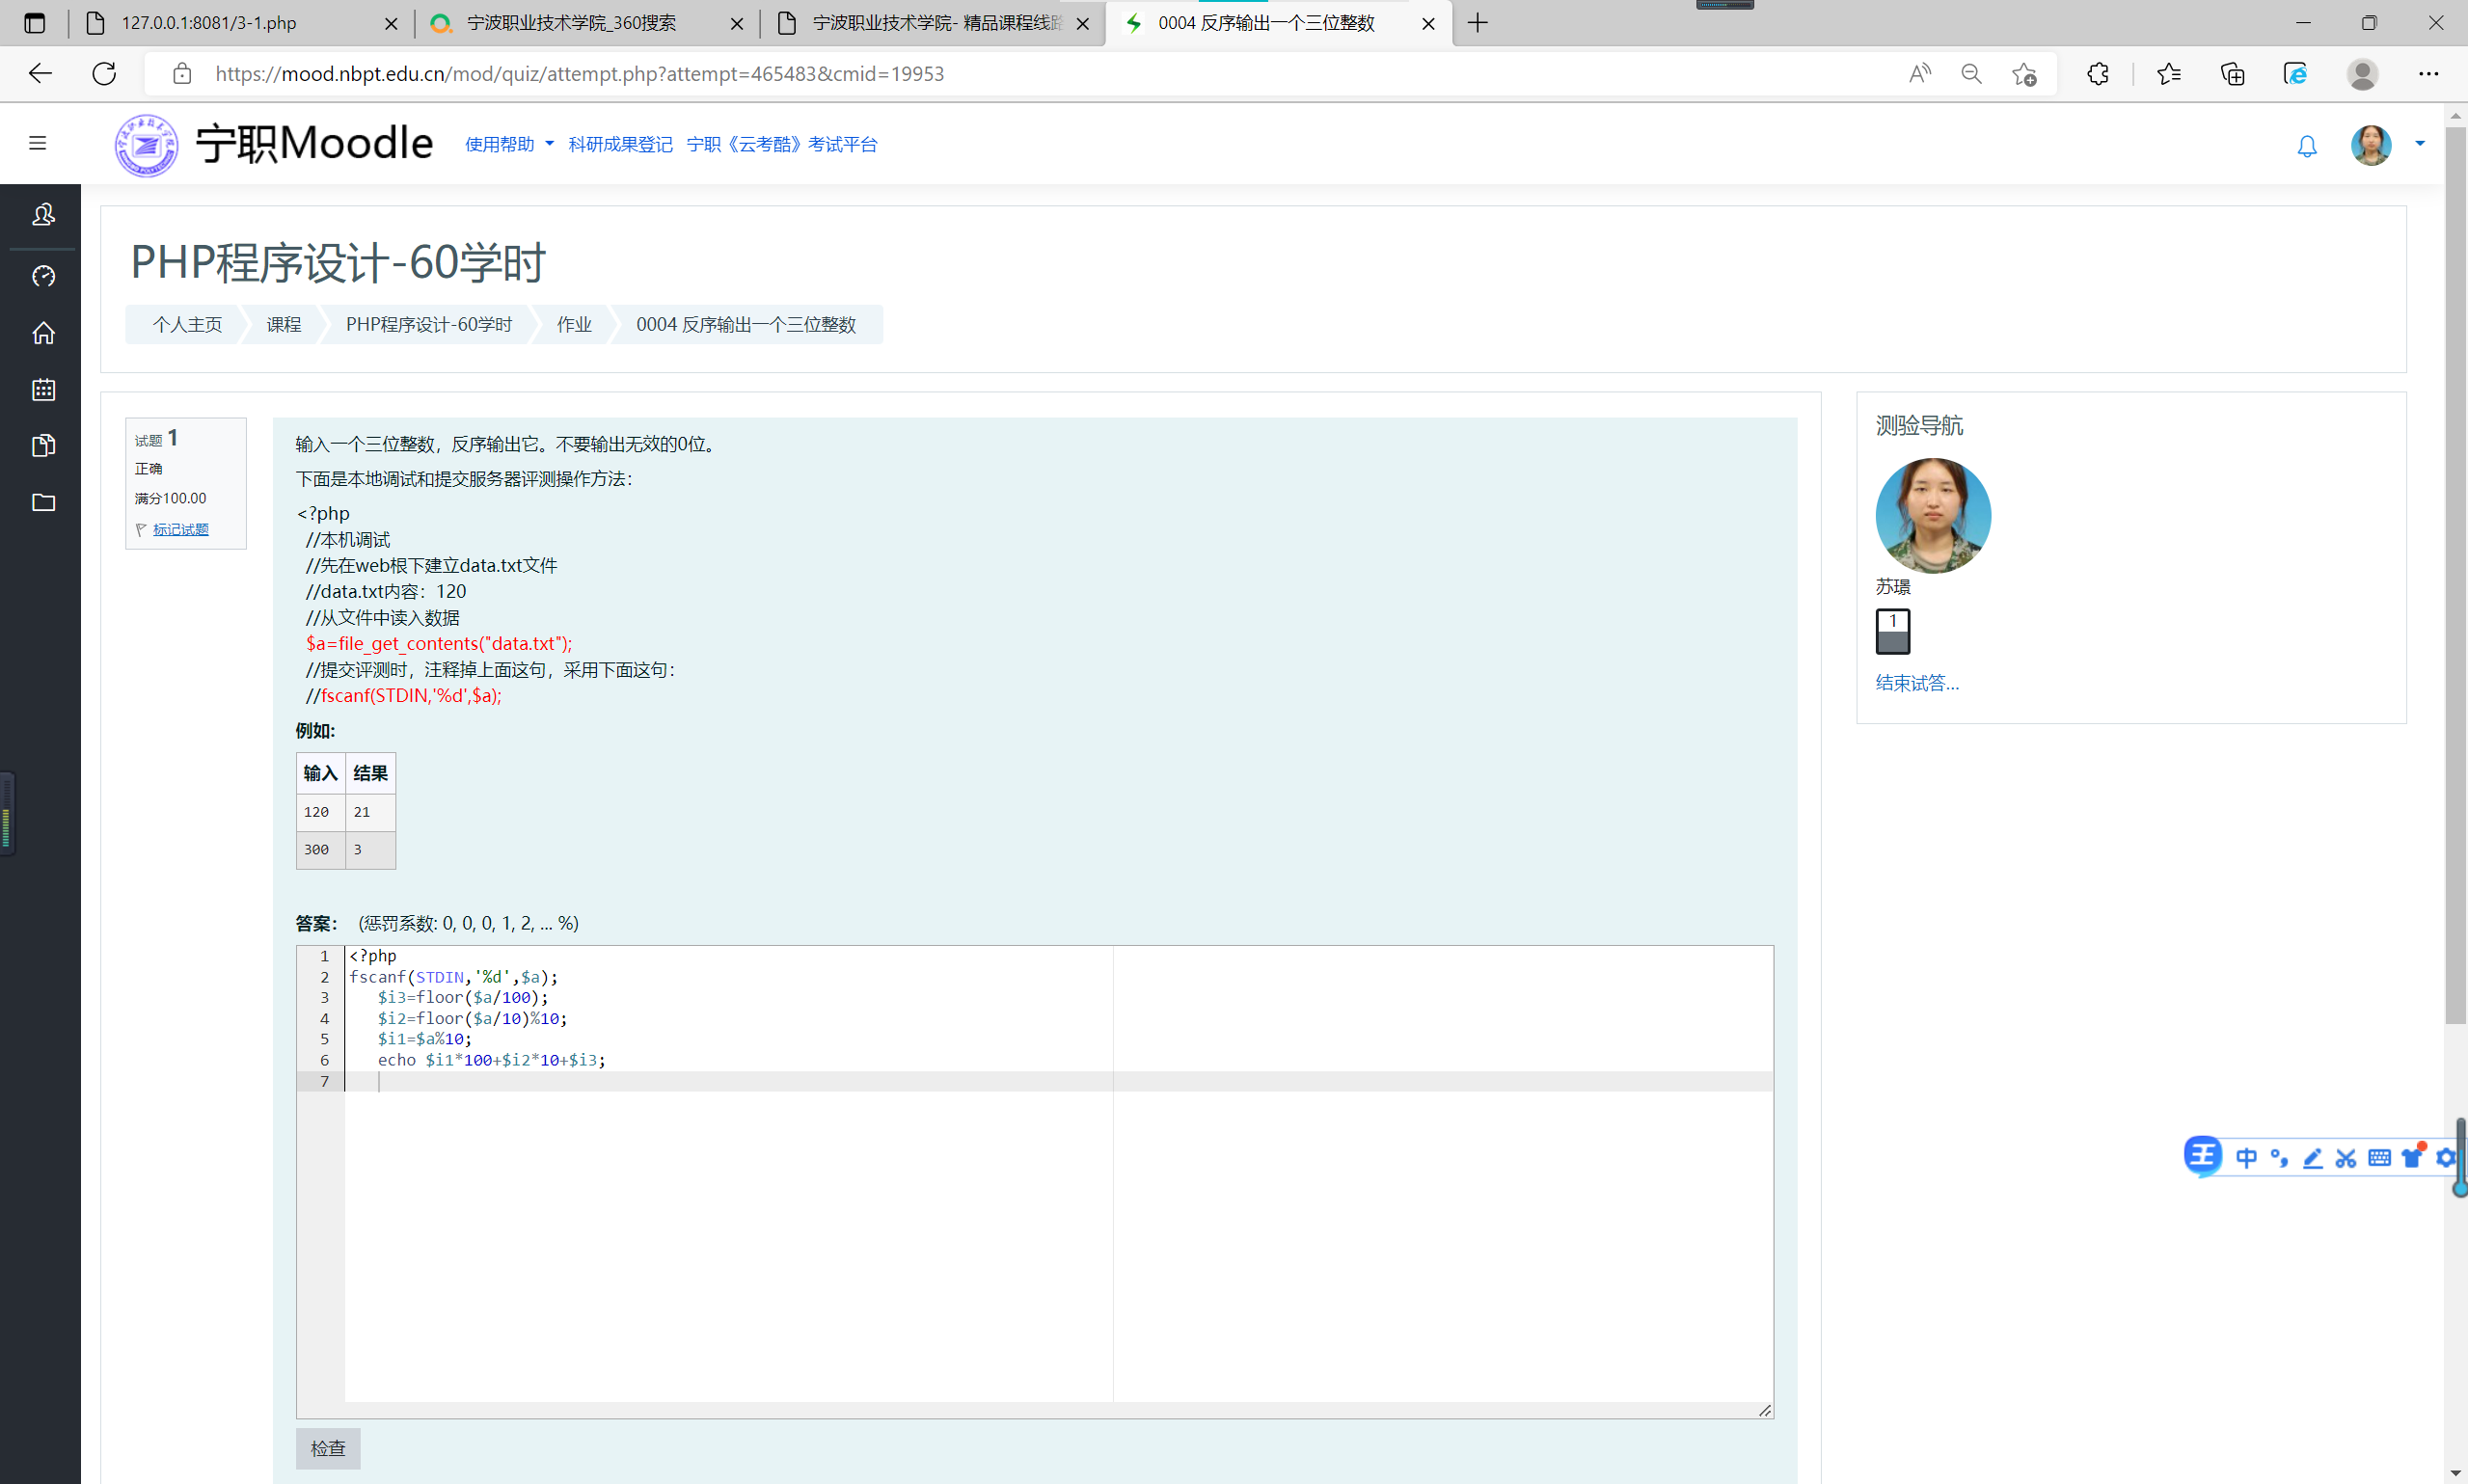 127.0.0.1:8081/3-1.php
宁波职业技术学院_360搜索
宁波职业技术学院- 精品课程线路
0004 反序输出一个三位整数
https://mood.nbpt.edu.cn/mod/quiz/attempt.php?attempt=465483&cmid=19953
宁职Moodle
使用帮助 科研成果登记 宁职《云考酷》考试平台
PHP程序设计-60学时
个人主页 课程 PHP程序设计-60学时 作业 0004 反序输出一个三位整数
试题 1
正确
满分100.00
标记试题
输入一个三位整数，反序输出它。不要输出无效的0位。
下面是本地调试和提交服务器评测操作方法：
<?php
//本机调试
//先在web根下建立data.txt文件
//data.txt内容：120
//从文件中读入数据
$a=file_get_contents("data.txt");
//提交评测时，注释掉上面这句，采用下面这句：
//fscanf(STDIN,'%d',$a);
例如:
输入 结果
120 21
300 3
答案： (惩罚系数: 0, 0, 0, 1, 2, ... %)
1 <?php
2 fscanf(STDIN,'%d',$a);
3 $i3=floor($a/100);
4 $i2=floor($a/10)%10;
5 $i1=$a%10;
6 echo $i1*100+$i2*10+$i3;
7
检查
测验导航
苏璟
1
结束试答...
王 中